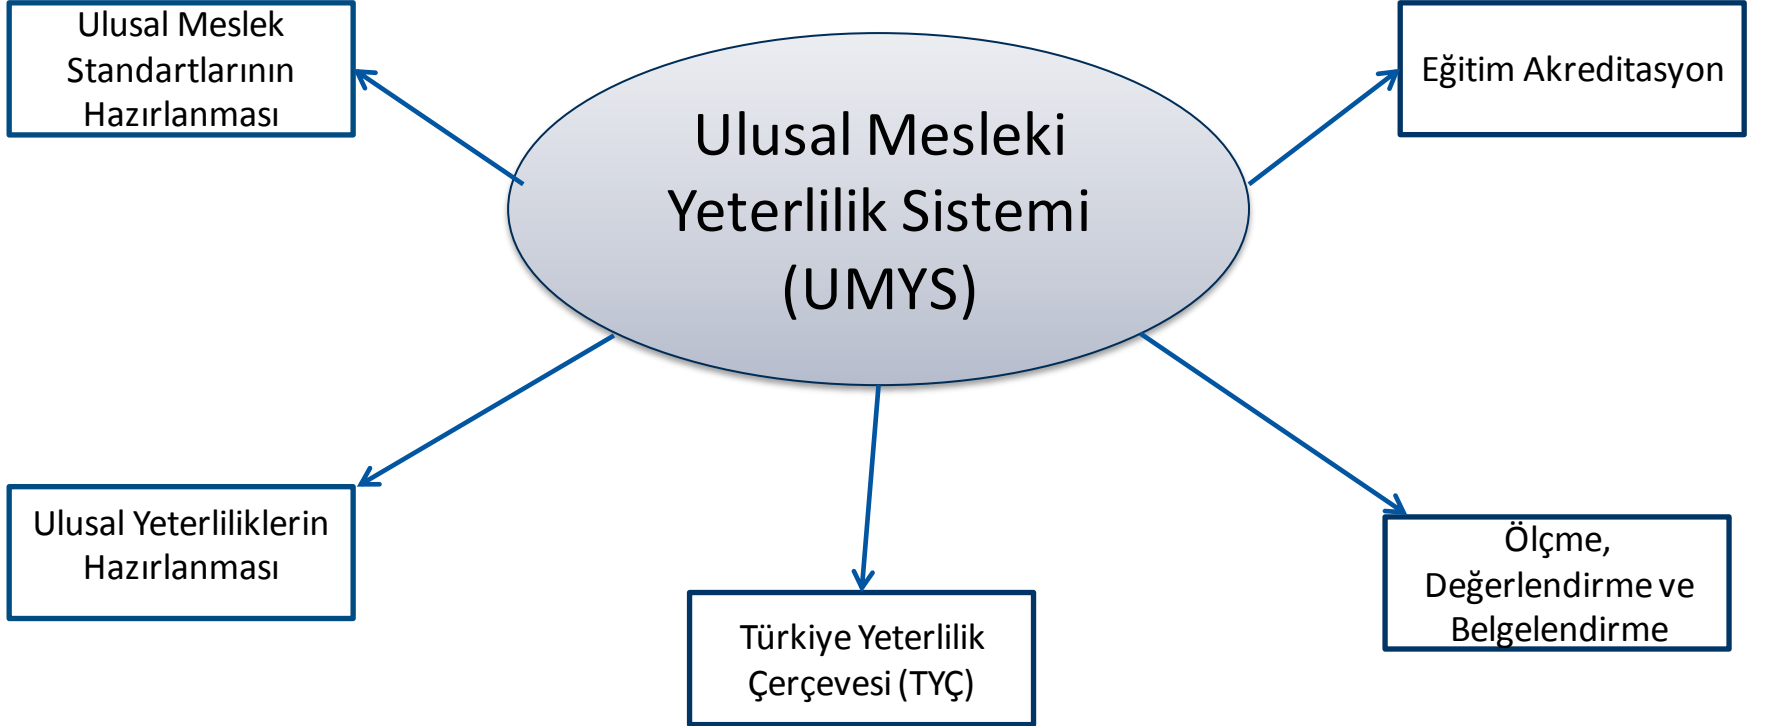 Ulusal Meslek
Standartlarının
Hazırlanması
Ulusal Mesleki
Yeterlilik Sistemi
(UMYS)
Eğitim Akreditasyon
Ulusal Yeterliliklerin
Hazırlanması
Türkiye Yeterlilik
Çerçevesi (TYÇ)
Ölçme,
Değerlendirme ve
Belgelendirme